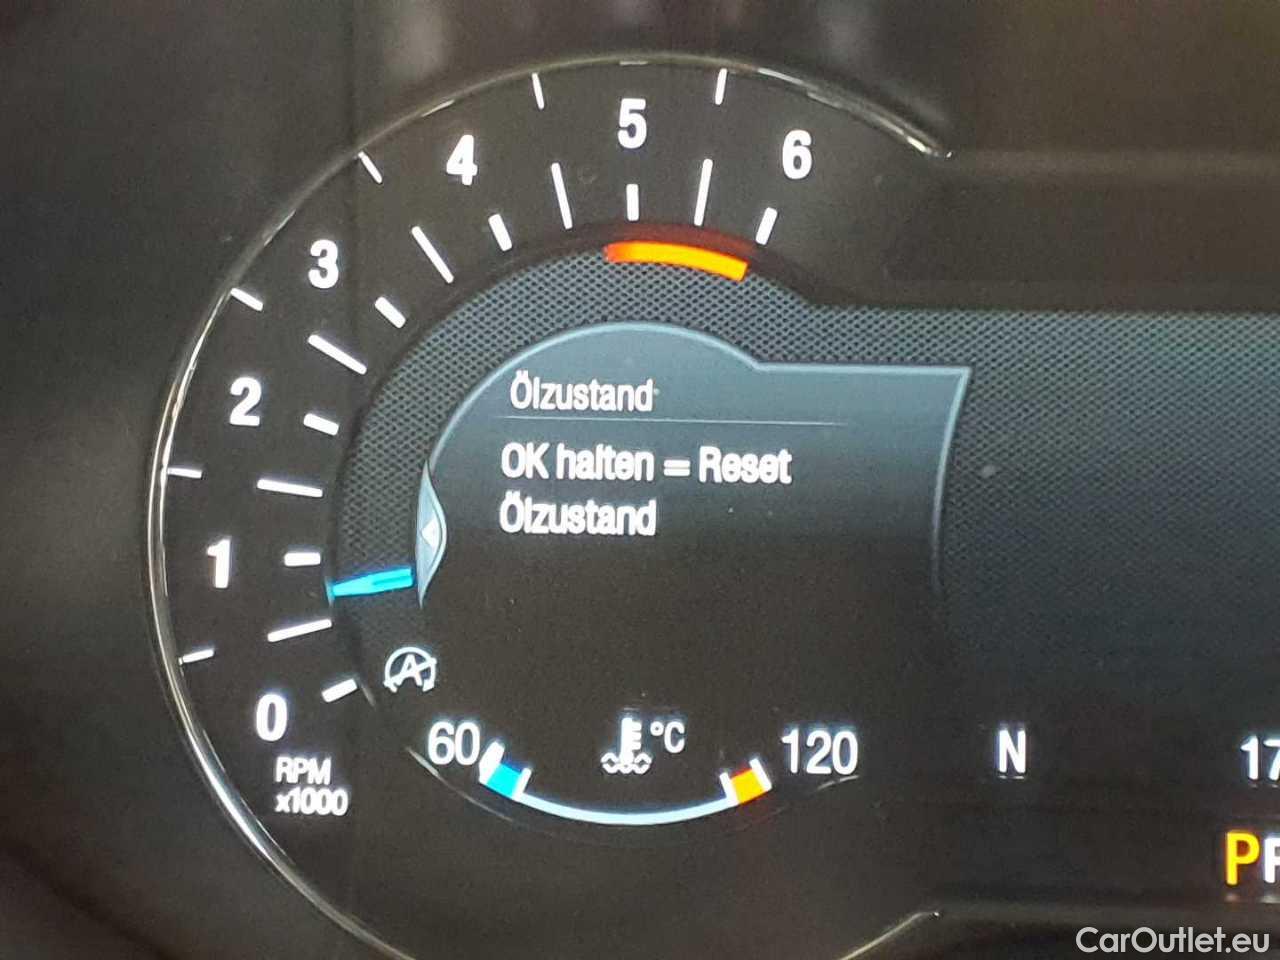 5
4
6
3
2
1
0
RPM
x1000
Ölzustand
OK halten = Reset
Ölzustand
60
°C
120
N
17
P
CarOutlet.eu